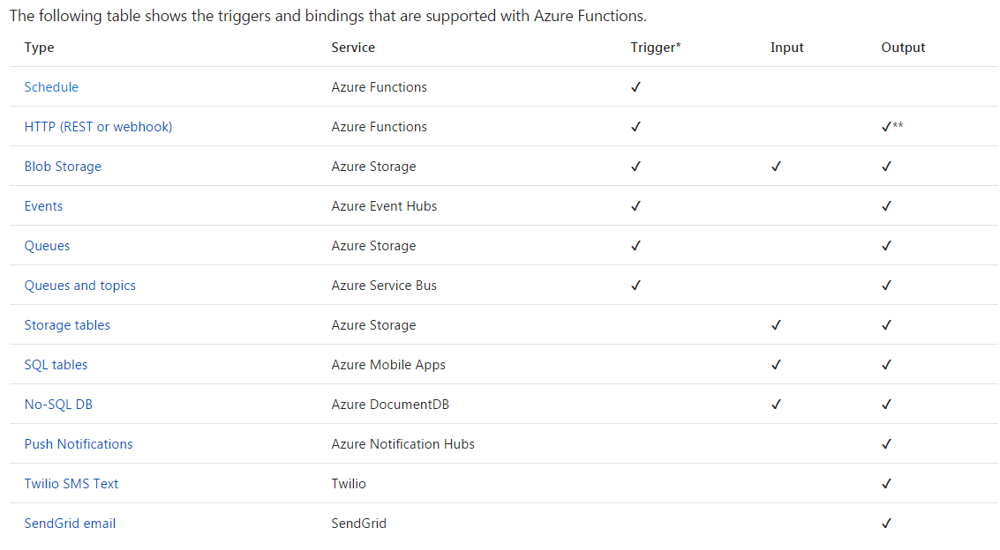 The following table shows the triggers and bindings that are supported with Azure Functions.
Type Service Trigger* Input Output
Schedule Azure Functions ✓
HTTP (REST or webhook) Azure Functions ✓ ✓**
Blob Storage Azure Storage ✓ ✓ ✓
Events Azure Event Hubs ✓ ✓
Queues Azure Storage ✓ ✓
Queues and topics Azure Service Bus ✓ ✓
Storage tables Azure Storage ✓ ✓
SQL tables Azure Mobile Apps ✓ ✓
No-SQL DB Azure DocumentDB ✓ ✓
Push Notifications Azure Notification Hubs ✓
Twilio SMS Text Twilio ✓
SendGrid email SendGrid ✓